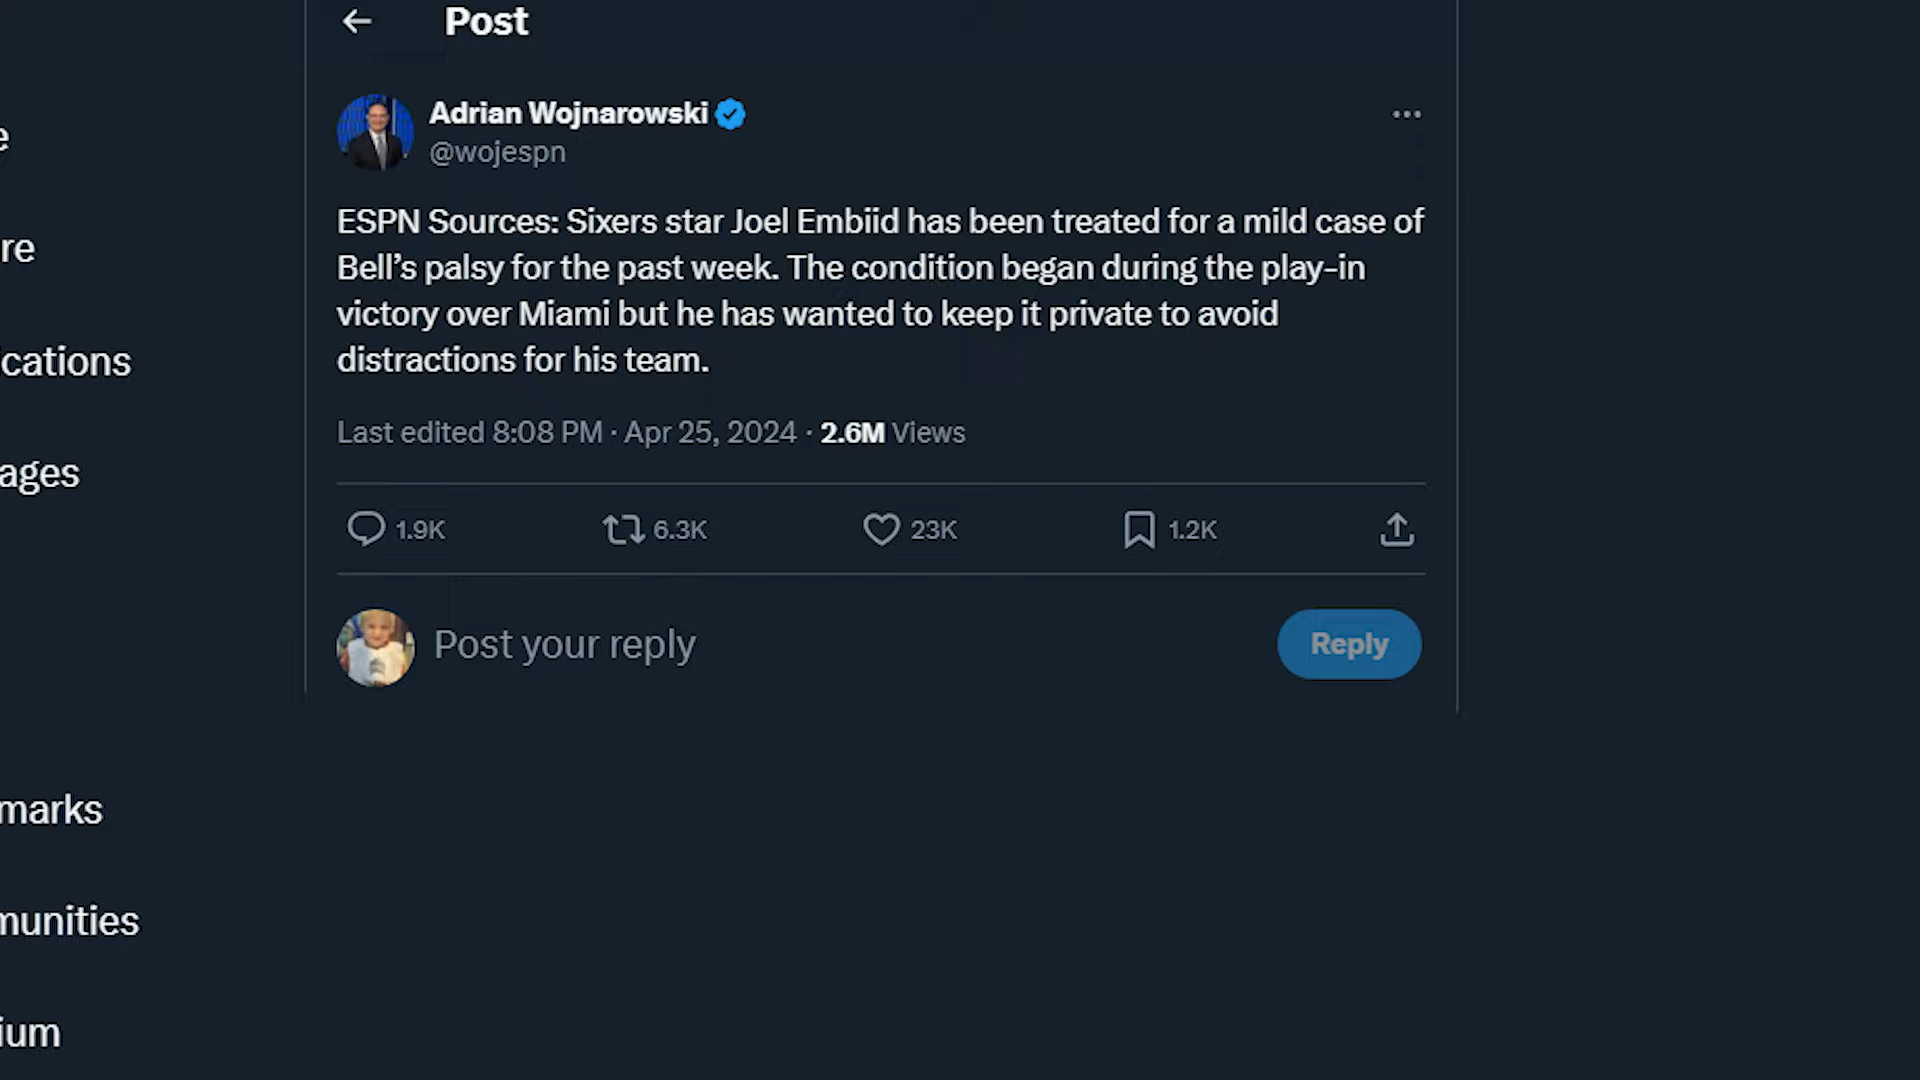 Post
Adrian Wojnarowski
@wojespn
ESPN Sources: Sixers star Joel Embiid has been treated for a mild case of
Bell’s palsy for the past week. The condition began during the play-in
victory over Miami but he has wanted to keep it private to avoid
distractions for his team.
Last edited 8:08 PM · Apr 25, 2024 · 2.6M Views
1.9K 6.3K 23K 1.2K
Post your reply
Reply
e
re
cations
ages
marks
munities
ium